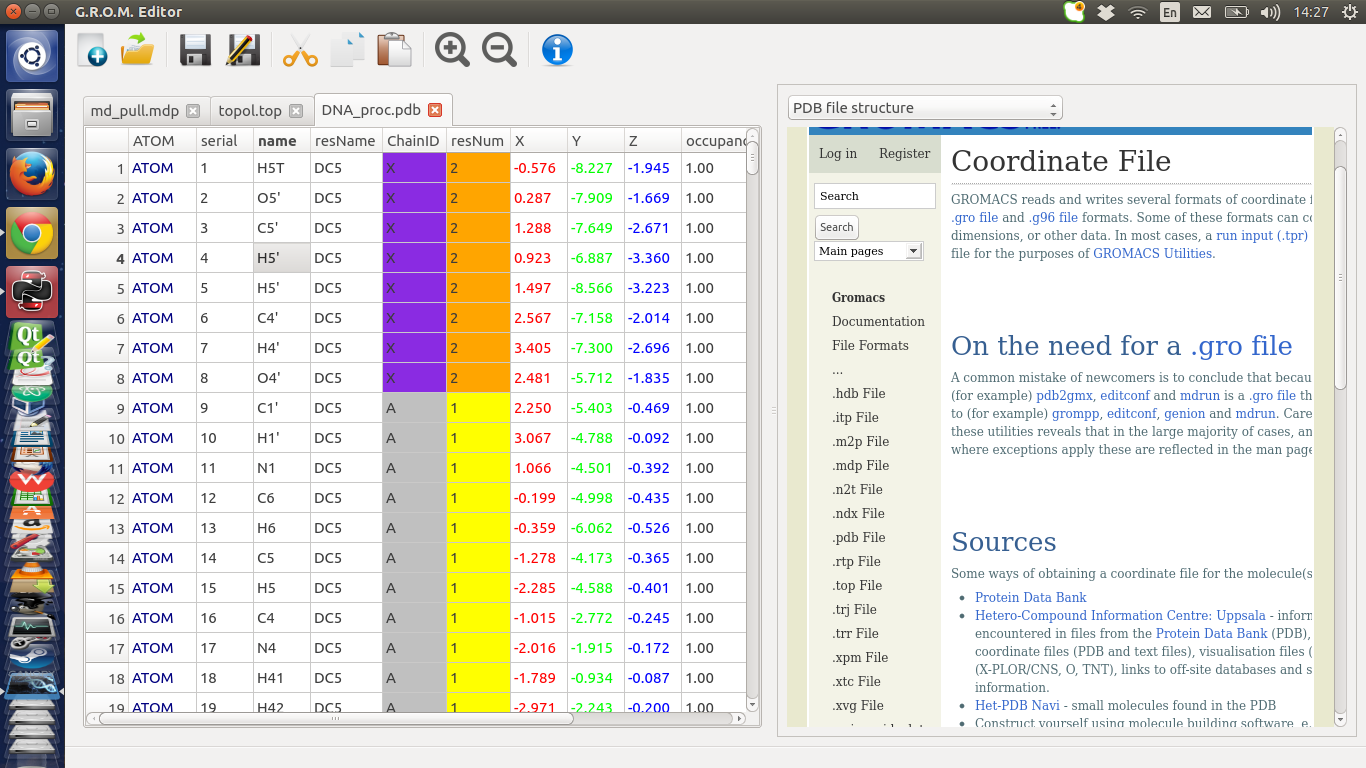 G.R.O.M. Editor
4
En
14:27
md_pull.mdp
topol.top
DNA_proc.pdb
ATOM serial name resName ChainID resNum X Y Z occupanc
1 ATOM 1 H5T DC5 X 2 -0.576 -8.227 -1.945 1.00
2 ATOM 2 O5' DC5 X 2 0.287 -7.909 -1.669 1.00
3 ATOM 3 C5' DC5 X 2 1.288 -7.649 -2.671 1.00
4 ATOM 4 H5' DC5 X 2 0.923 -6.887 -3.360 1.00
5 ATOM 5 H5' DC5 X 2 1.497 -8.566 -3.223 1.00
6 ATOM 6 C4' DC5 X 2 2.567 -7.158 -2.014 1.00
7 ATOM 7 H4' DC5 X 2 3.405 -7.300 -2.696 1.00
8 ATOM 8 O4' DC5 X 2 2.481 -5.712 -1.835 1.00
9 ATOM 9 C1' DC5 A 1 2.250 -5.403 -0.469 1.00
10 ATOM 10 H1' DC5 A 1 3.067 -4.788 -0.092 1.00
11 ATOM 11 N1 DC5 A 1 1.066 -4.501 -0.392 1.00
12 ATOM 12 C6 DC5 A 1 -0.199 -4.998 -0.435 1.00
13 ATOM 13 H6 DC5 A 1 -0.359 -6.062 -0.526 1.00
14 ATOM 14 C5 DC5 A 1 -1.278 -4.173 -0.365 1.00
15 ATOM 15 H5 DC5 A 1 -2.285 -4.588 -0.401 1.00
16 ATOM 16 C4 DC5 A 1 -1.015 -2.772 -0.245 1.00
17 ATOM 17 N4 DC5 A 1 -2.016 -1.915 -0.172 1.00
18 ATOM 18 H41 DC5 A 1 -1.789 -0.934 -0.087 1.00
19 ATOM 19 H42 DC5 A 1 -2.971 -2.243 -0.200 1.00
PDB file structure
Log in Register
Search
Search
Main pages
Gromacs
Documentation
File Formats
...
.hdb File
.itp File
.m2p File
.mdp File
.n2t File
.ndx File
.pdb File
.rtp File
.top File
.trj File
.trr File
.xpm File
.xtc File
.xvg File
Coordinate File
GROMACS reads and writes several formats of coordinate f
.gro file and .g96 file formats. Some of these formats can co
dimensions, or other data. In most cases, a run input (.tpr)
file for the purposes of GROMACS Utilities.
On the need for a .gro file
A common mistake of newcomers is to conclude that becau
(for example) pdb2gmx, editconf and mdrun is a .gro file th
to (for example) grompp, editconf, genion and mdrun. Care
these utilities reveals that in the large majority of cases, an
where exceptions apply these are reflected in the man page
Sources
Some ways of obtaining a coordinate file for the molecule(s
• Protein Data Bank
• Hetero-Compound Information Centre: Uppsala - inforn
encountered in files from the Protein Data Bank (PDB),
coordinate files (PDB and text files), visualisation files (
(X-PLOR/CNS, O, TNT), links to off-site databases and s
information.
• Het-PDB Navi - small molecules found in the PDB
• Construct yourself using molecule building software, e.